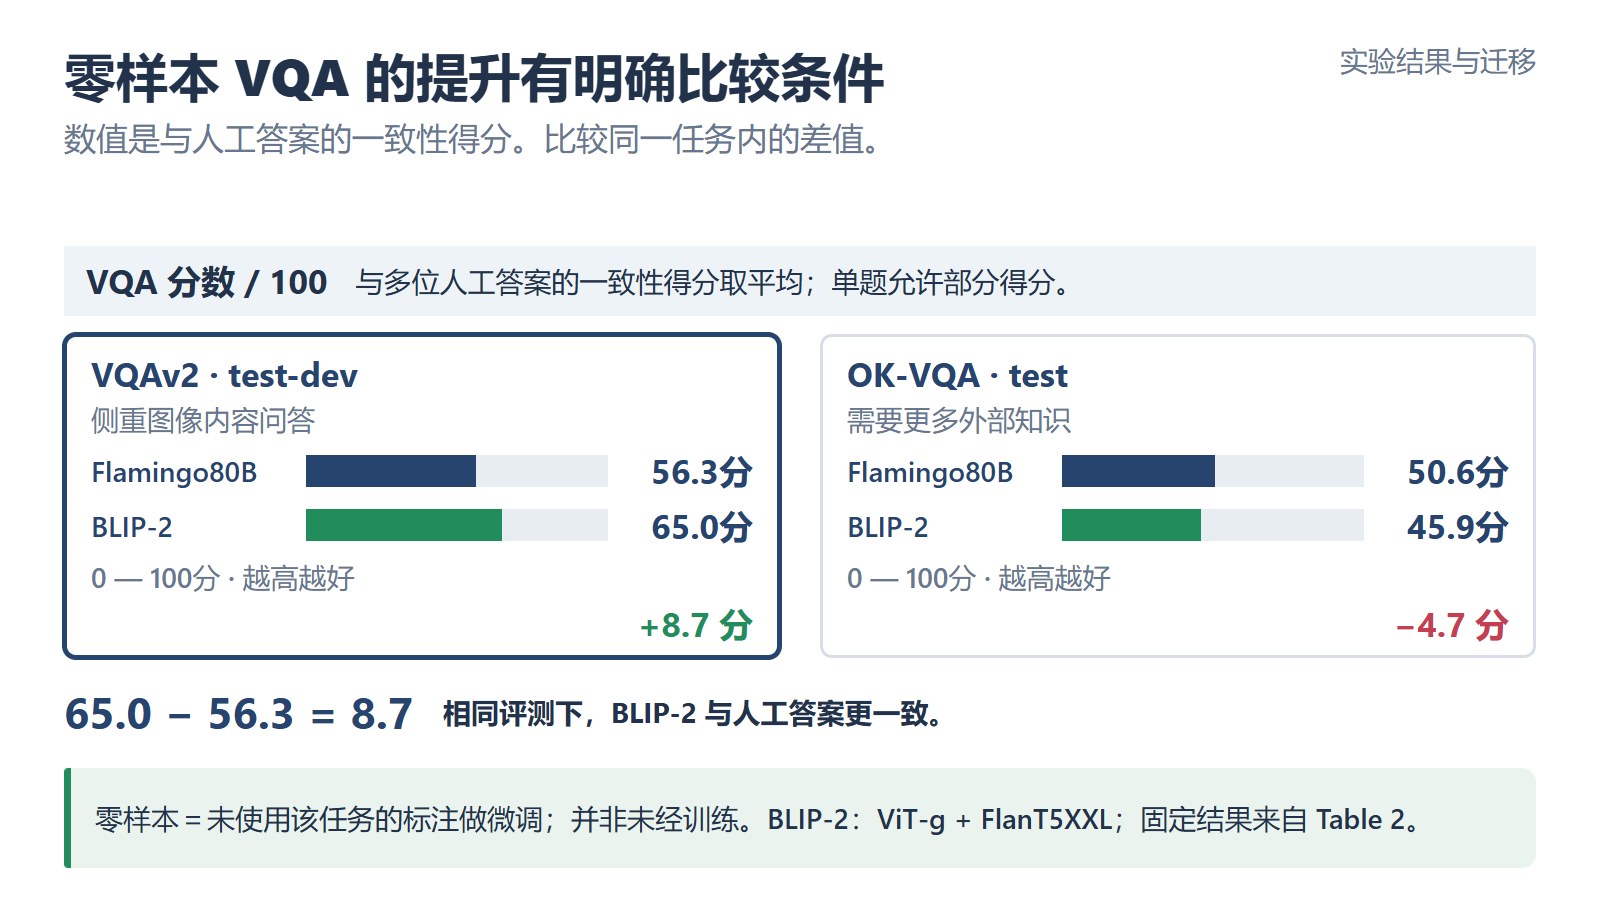 零样本 VQA 的提升有明确比较条件
实验结果与迁移
数值是与人工答案的一致性得分。比较同一任务内的差值。
VQA 分数 / 100 与多位人工答案的一致性得分取平均；单题允许部分得分。
VQAv2 · test-dev
侧重图像内容问答
Flamingo80B 56.3分
BLIP-2 65.0分
0 — 100分 · 越高越好
+8.7 分
OK-VQA · test
需要更多外部知识
Flamingo80B 50.6分
BLIP-2 45.9分
0 — 100分 · 越高越好
−4.7 分
65.0 − 56.3 = 8.7 相同评测下，BLIP-2 与人工答案更一致。
零样本 = 未使用该任务的标注做微调；并非未经训练。BLIP-2：ViT-g + FlanT5XXL；固定结果来自 Table 2。